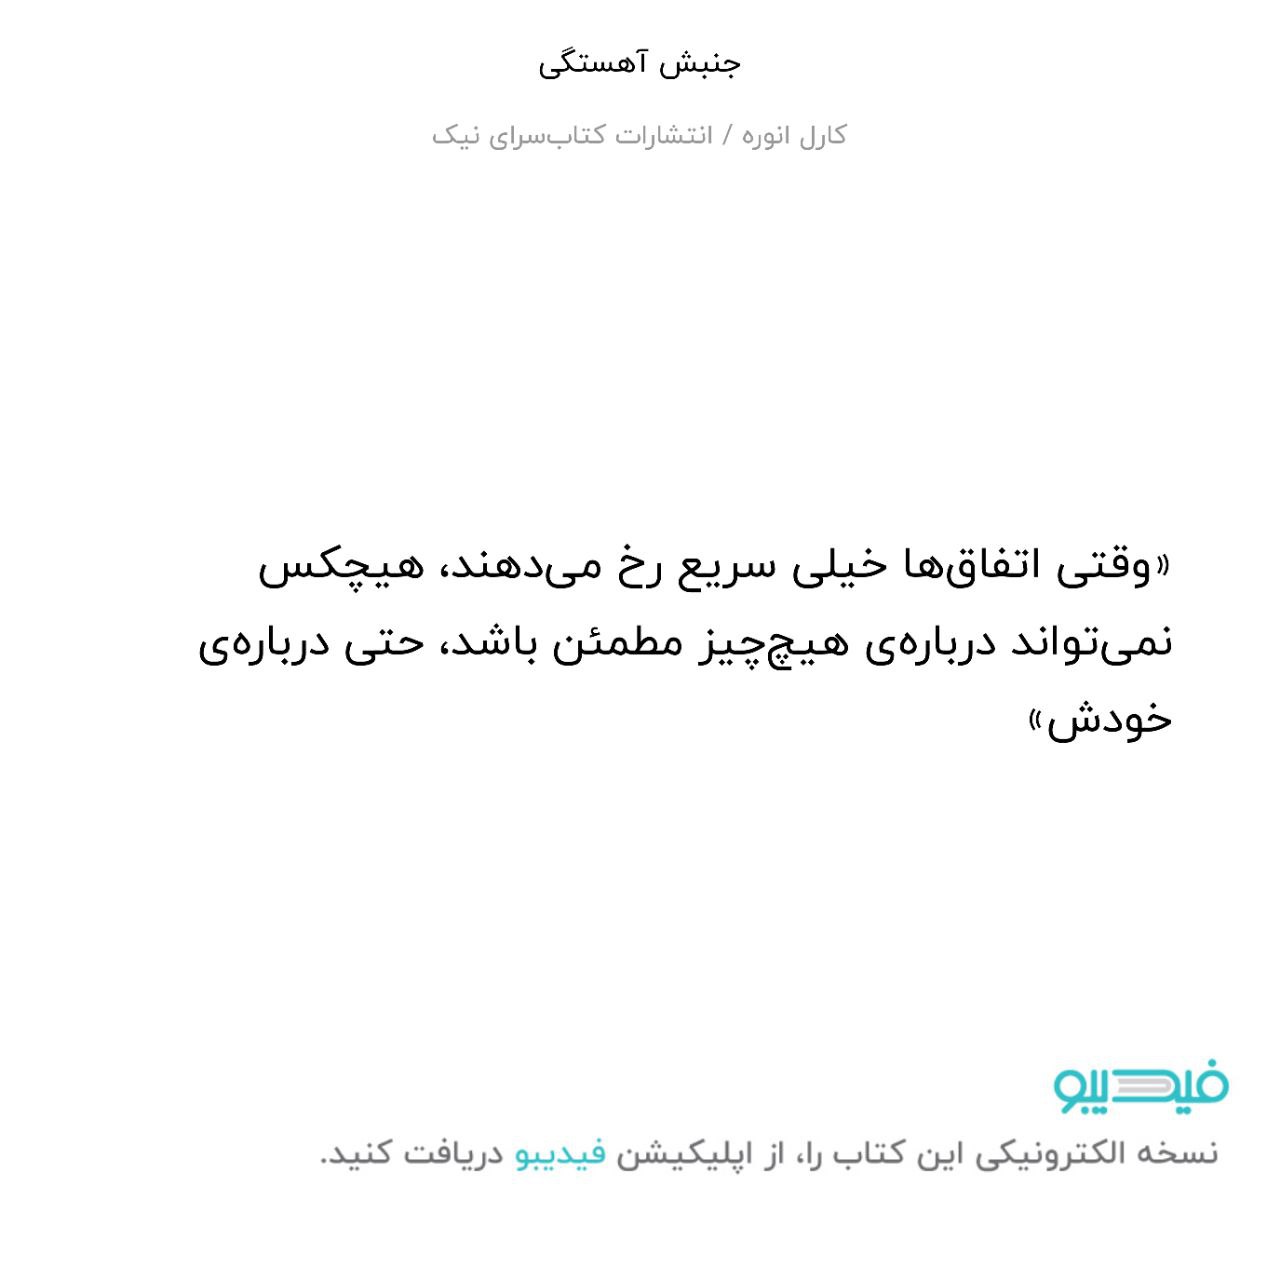 جنبش آهستگی
کارل انوره / انتشارات کتاب‌سرای نیک
«وقتی اتفاق‌ها خیلی سریع رخ می‌دهند، هیچکس
نمی‌تواند درباره‌ی هیچ‌چیز مطمئن باشد، حتی درباره‌ی
خودش»
فیدیبو
نسخه الکترونیکی این کتاب را، از اپلیکیشن فیدیبو دریافت کنید.